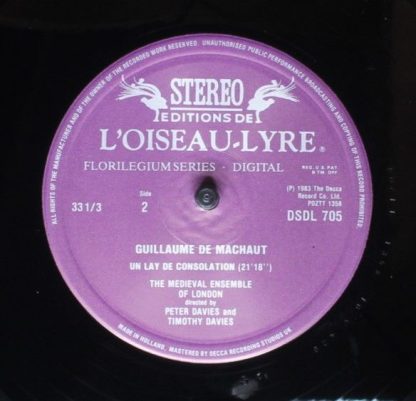 ALL RIGHTS OF THE MANUFACTURER AND OF THE OWNER OF THE RECORDED WORK RESERVED. UNAUTHORISED PUBLIC PERFORMANCE BROADCASTING AND COPYING OF THIS RECORD PROHIBITED.
STEREO
EDITIONS DE
L'OISEAU-LYRE®
FLORILEGIUM SERIES · DIGITAL
REG. U.S. PAT
& TM OFF
33 1/3
Side
2
(P) 1983 The Decca
Record Co. Ltd.
PDZTT 1358
DSDL 705
GUILLAUME DE MACHAUT
UN LAY DE CONSOLATION (21'18'')
THE MEDIEVAL ENSEMBLE
OF LONDON
directed by
PETER DAVIES and
TIMOTHY DAVIES
MADE IN HOLLAND, MASTERED BY DECCA RECORDING STUDIOS UK